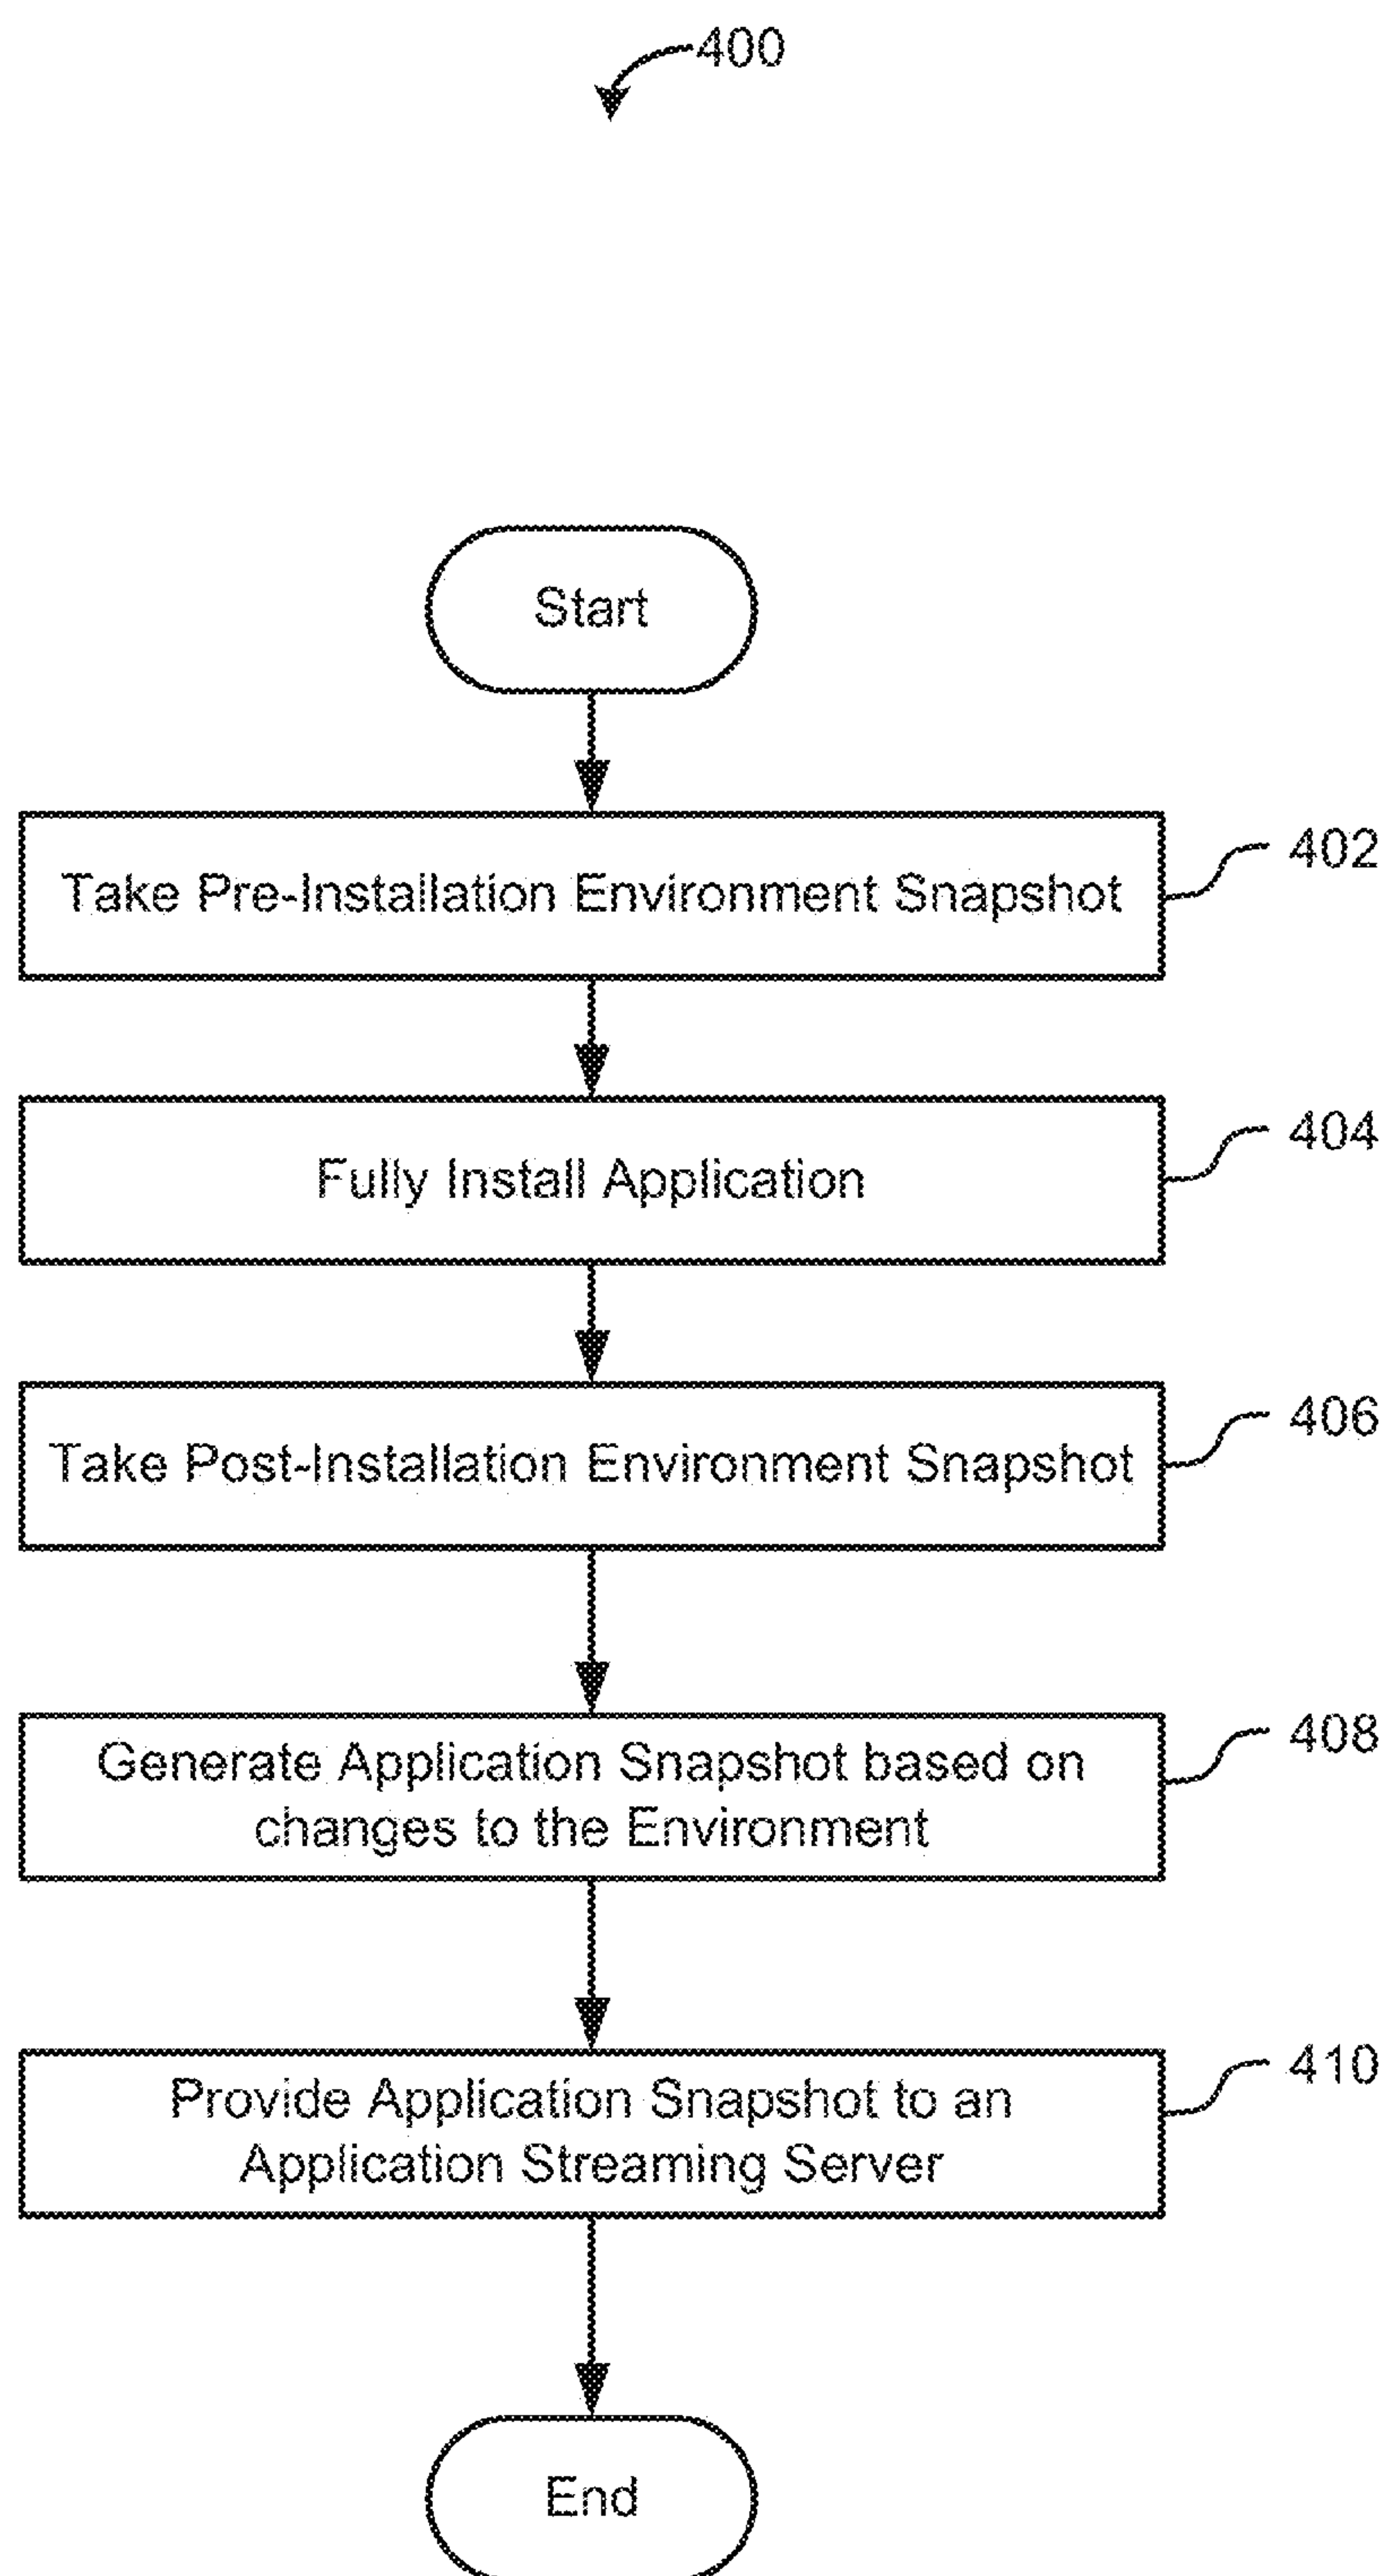 400
Start
Take Pre-Installation Environment Snapshot
402
Fully Install Application
404
Take Post-Installation Environment Snapshot
406
Generate Application Snapshot based on
changes to the Environment
408
Provide Application Snapshot to an
Application Streaming Server
410
End